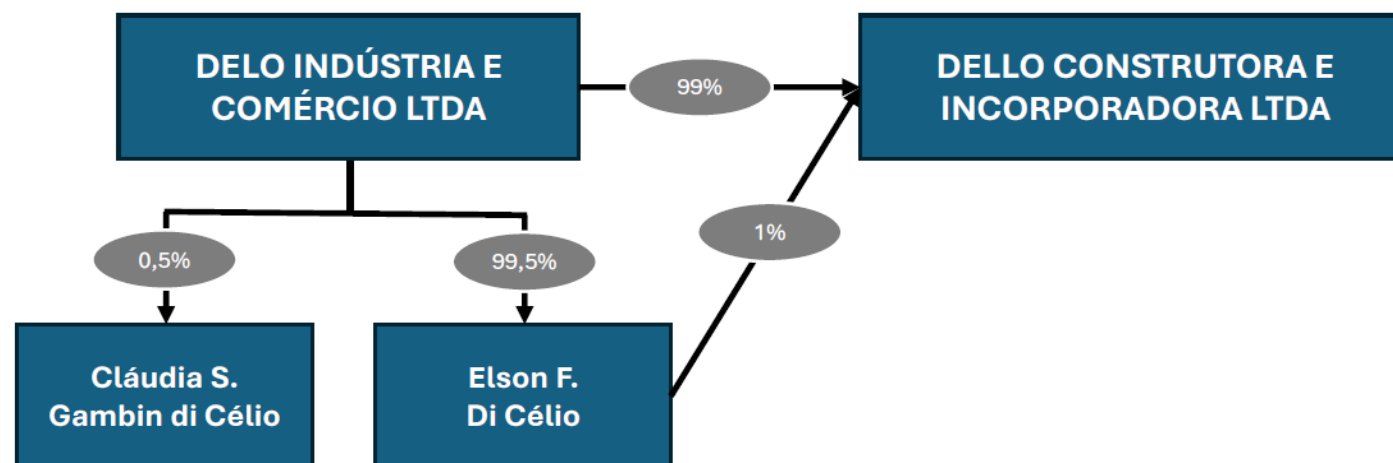 DELO INDÚSTRIA E
COMÉRCIO LTDA
99%
DELLO CONSTRUTORA E
INCORPORADORA LTDA
1%
0,5%
99,5%
Cláudia S.
Gambin di Célio
Elson F.
Di Célio